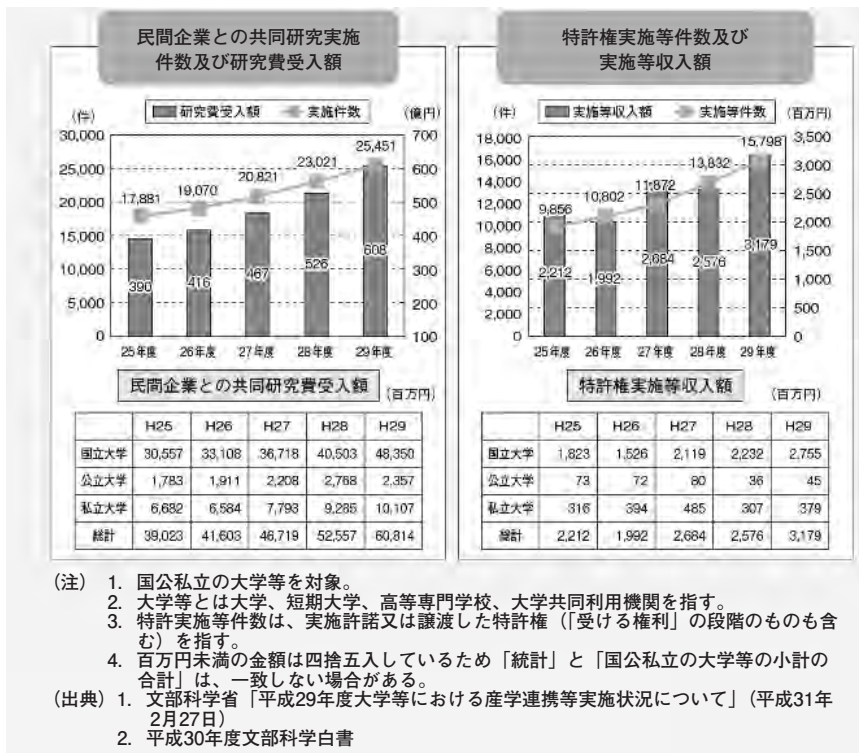 民間企業との共同研究実施
件数及び研究費受入額
(件)
研究費受入額
実施件数
(億円)
30,000
25,000
20,000
15,000
10,000
5,000
0
17,881
19,070
20,821
23,021
25,451
390
416
467
526
608
700
600
500
400
300
200
100
25年度 26年度 27年度 28年度 29年度
民間企業との共同研究費受入額
(百万円)
H25 H26 H27 H28 H29
国立大学 30,557 33,108 36,718 40,503 48,350
公立大学 1,783 1,911 2,208 2,768 2,357
私立大学 6,682 6,584 7,793 9,285 10,107
総計 39,023 41,603 46,719 52,557 60,814
特許権実施等件数及び
実施等収入額
(件)
実施等収入額
実施等件数
(百万円)
18,000
16,000
14,000
12,000
10,000
8,000
6,000
4,000
2,000
0
9,856
10,802
11,872
13,832
15,798
2,212
1,992
2,684
2,576
3,179
3,500
3,000
2,500
2,000
1,500
1,000
500
0
25年度 26年度 27年度 28年度 29年度
特許権実施等収入額
(百万円)
H25 H26 H27 H28 H29
国立大学 1,823 1,526 2,119 2,232 2,755
公立大学 73 72 80 36 45
私立大学 316 394 485 307 379
総計 2,212 1,992 2,684 2,576 3,179
(注) 1. 国公私立の大学等を対象。
2. 大学等とは大学、短期大学、高等専門学校、大学共同利用機関を指す。
3. 特許実施等件数は、実施許諾又は譲渡した特許権(「受ける権利」の段階のものも含
む)を指す。
4. 百万円未満の金額は四捨五入しているため「統計」と「国公私立の大学等の小計の
合計」は、一致しない場合がある。
(出典) 1. 文部科学省「平成29年度大学等における産学連携等実施状況について」(平成31年
2月27日)
2. 平成30年度文部科学白書